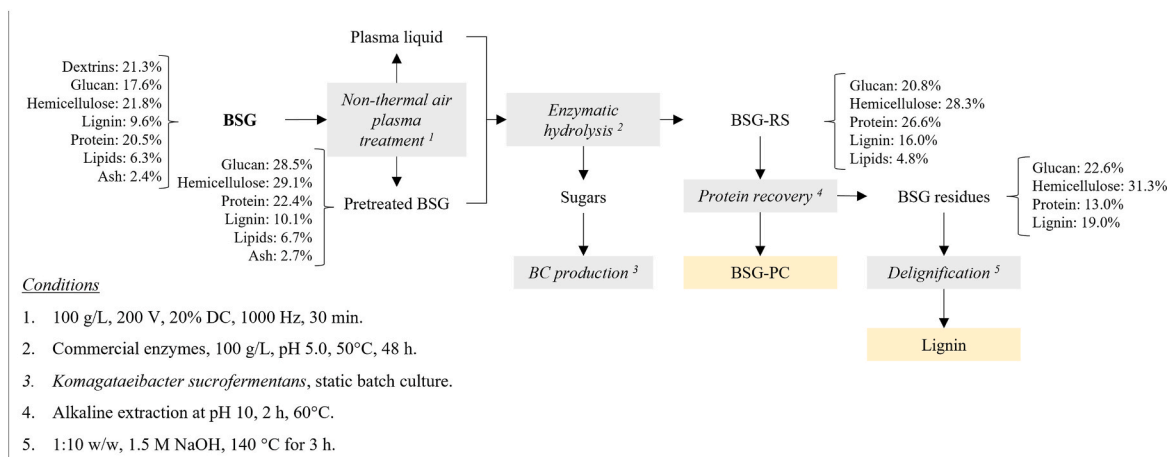 Plasma liquid
Dextrins: 21.3%
Glucan: 17.6%
Hemicellulose: 21.8%
Lignin: 9.6%
Protein: 20.5%
Lipids: 6.3%
Ash: 2.4%
BSG
Non-thermal air
plasma
treatment 1
Glucan: 28.5%
Hemicellulose: 29.1%
Protein: 22.4%
Lignin: 10.1%
Lipids: 6.7%
Ash: 2.7%
Pretreated BSG
Enzymatic
hydrolysis 2
Sugars
BC production 3
BSG-RS
Glucan: 20.8%
Hemicellulose: 28.3%
Protein: 26.6%
Lignin: 16.0%
Lipids: 4.8%
Protein recovery 4
BSG-PC
BSG residues
Glucan: 22.6%
Hemicellulose: 31.3%
Protein: 13.0%
Lignin: 19.0%
Delignification 5
Lignin
Conditions
1. 100 g/L, 200 V, 20% DC, 1000 Hz, 30 min.
2. Commercial enzymes, 100 g/L, pH 5.0, 50°C, 48 h.
3. Komagataeibacter sucrofermentans, static batch culture.
4. Alkaline extraction at pH 10, 2 h, 60°C.
5. 1:10 w/w, 1.5 M NaOH, 140 °C for 3 h.